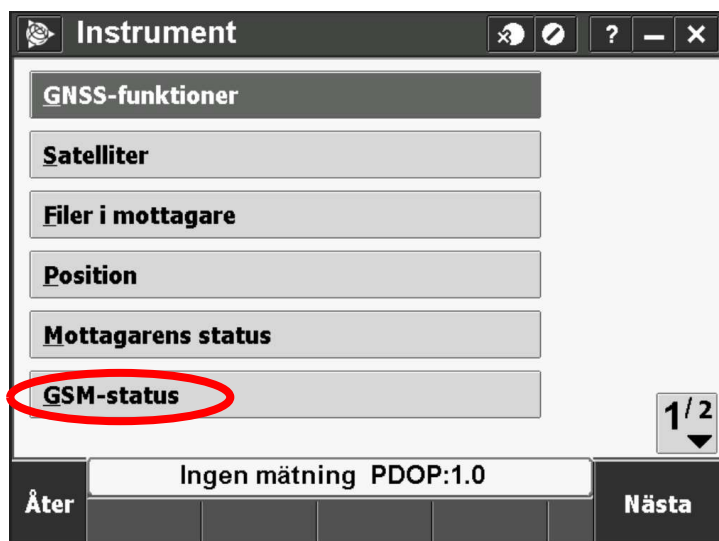 Instrument
? – ×
GNSS-funktioner
Satelliter
Filer i mottagare
Position
Mottagarens status
GSM-status
1/2
Ingen mätning PDOP:1.0
Åter
Nästa